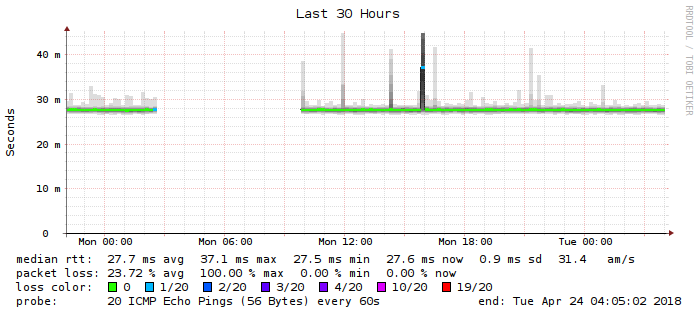 Last 30 Hours
RRDTOOL / TOBI OETIKER
Seconds
40 m
30 m
20 m
10 m
0
Mon 00:00 Mon 06:00 Mon 12:00 Mon 18:00 Tue 00:00
median rtt: 27.7 ms avg 37.1 ms max 27.5 ms min 27.6 ms now 0.9 ms sd 31.4 am/s
packet loss: 23.72 % avg 100.00 % max 0.00 % min 0.00 % now
loss color: 0 1/20 2/20 3/20 4/20 10/20 19/20
probe: 20 ICMP Echo Pings (56 Bytes) every 60s end: Tue Apr 24 04:05:02 2018